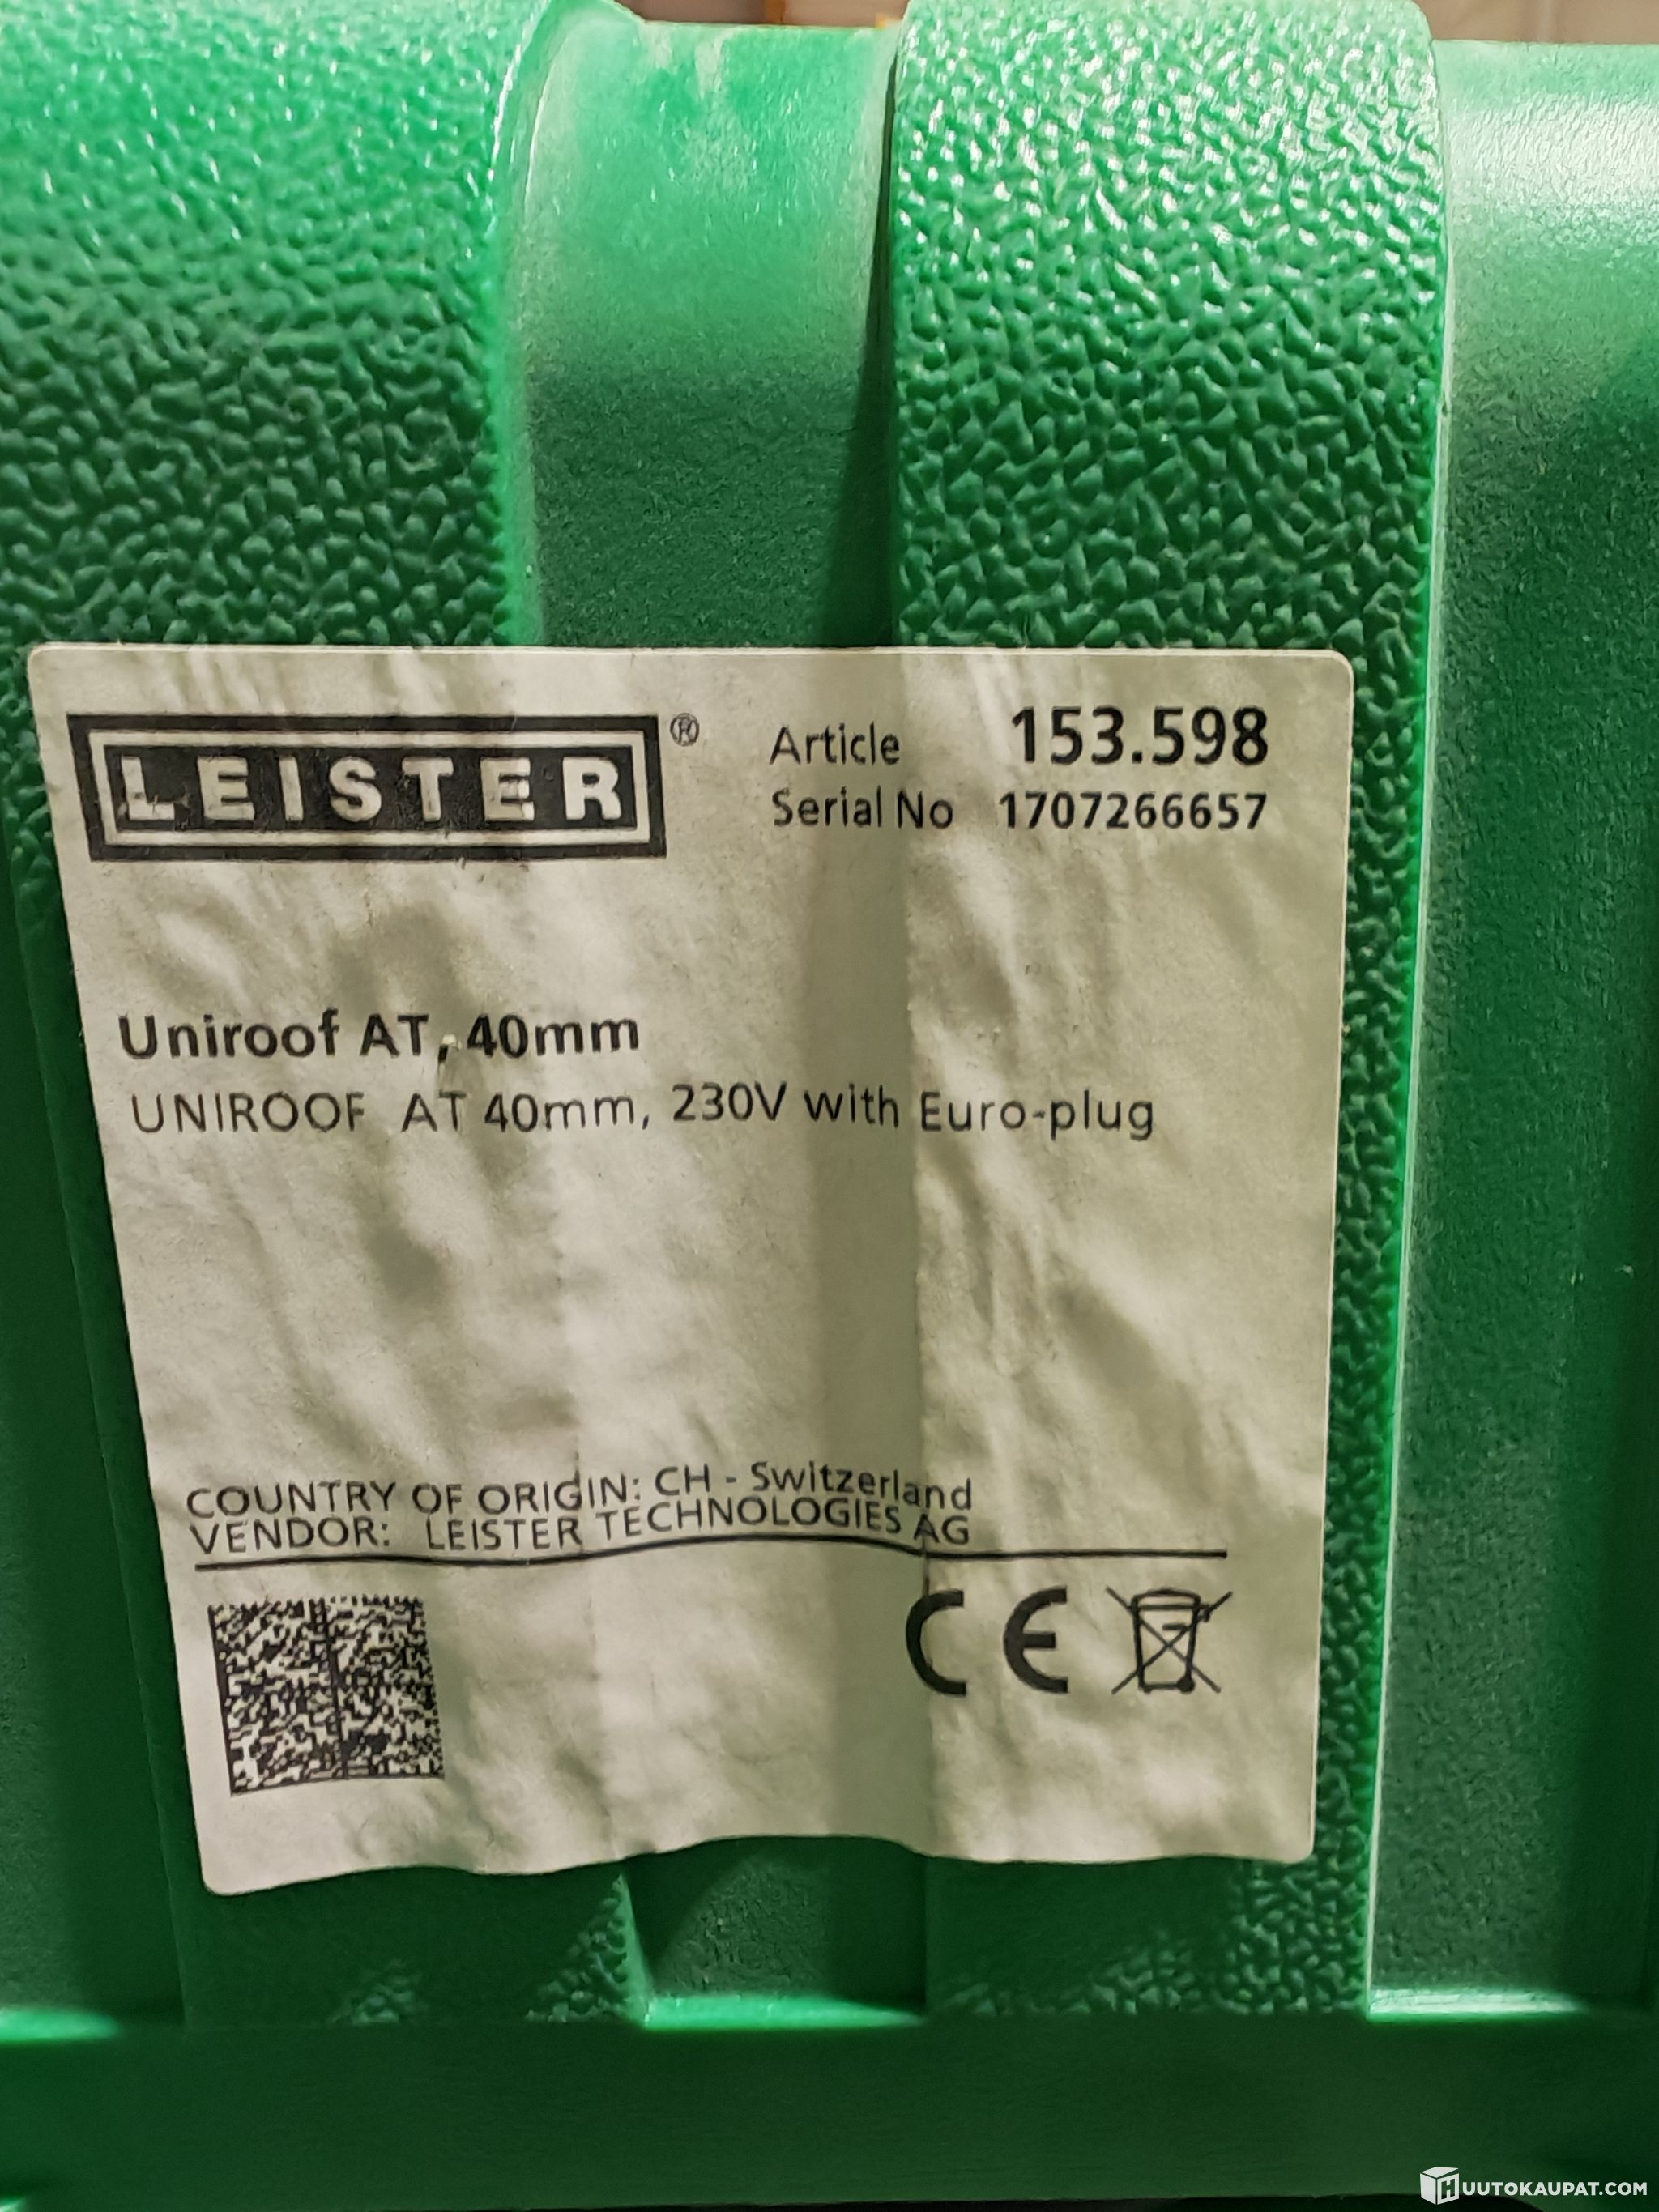 LEISTER®
Article 153.598
Serial No 1707266657
Uniroof AT, 40mm
UNIROOF AT 40mm, 230V with Euro-plug
COUNTRY OF ORIGIN: CH - Switzerland
VENDOR: LEISTER TECHNOLOGIES AG
CE
HUUTOKAUPAT.COM